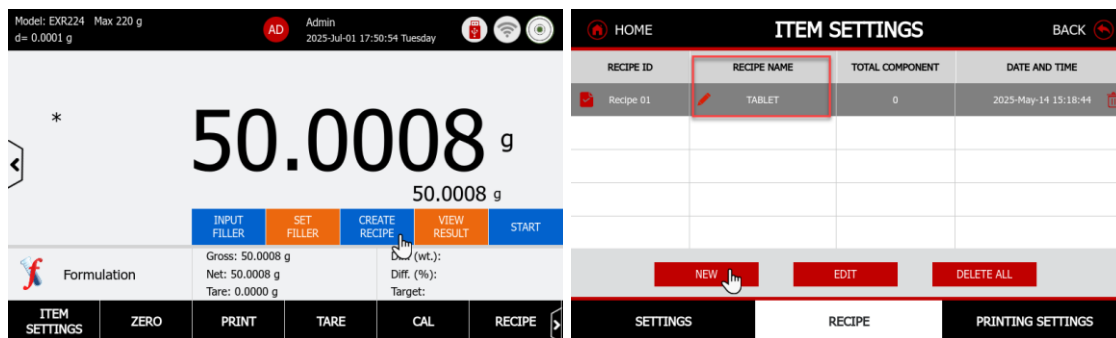 Model: EXR224 Max 220 g
d= 0.0001 g
AD
Admin
2025-Jul-01 17:50:54 Tuesday
*
50.0008 g
50.0008 g
INPUT FILLER
SET FILLER
CREATE RECIPE
VIEW RESULT
START
Formulation
Gross: 50.0008 g
Net: 50.0008 g
Tare: 0.0000 g
(wt.):
Diff. (%):
Target:
ITEM SETTINGS
ZERO
PRINT
TARE
CAL
RECIPE
HOME
ITEM SETTINGS
BACK
RECIPE ID
RECIPE NAME
TOTAL COMPONENT
DATE AND TIME
Recipe 01
TABLET
0
2025-May-14 15:18:44
NEW
EDIT
DELETE ALL
SETTINGS
RECIPE
PRINTING SETTINGS